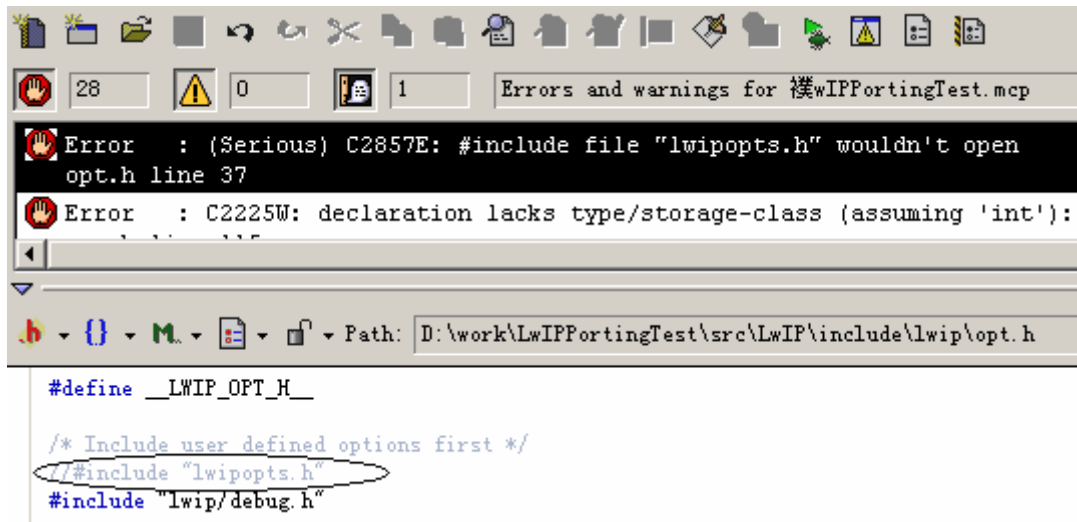 28 0 1 Errors and warnings for 襆wIPPortingTest.mcp
Error : (Serious) C2857E: #include file "lwipopts.h" wouldn't open
opt.h line 37
Error : C2225W: declaration lacks type/storage-class (assuming 'int'):
.h {} M. Path: D:\work\LwIPPortingTest\src\LwIP\include\lwip\opt.h
#define __LWIP_OPT_H__
/* Include user defined options first */
//#include "lwipopts.h"
#include "lwip/debug.h"